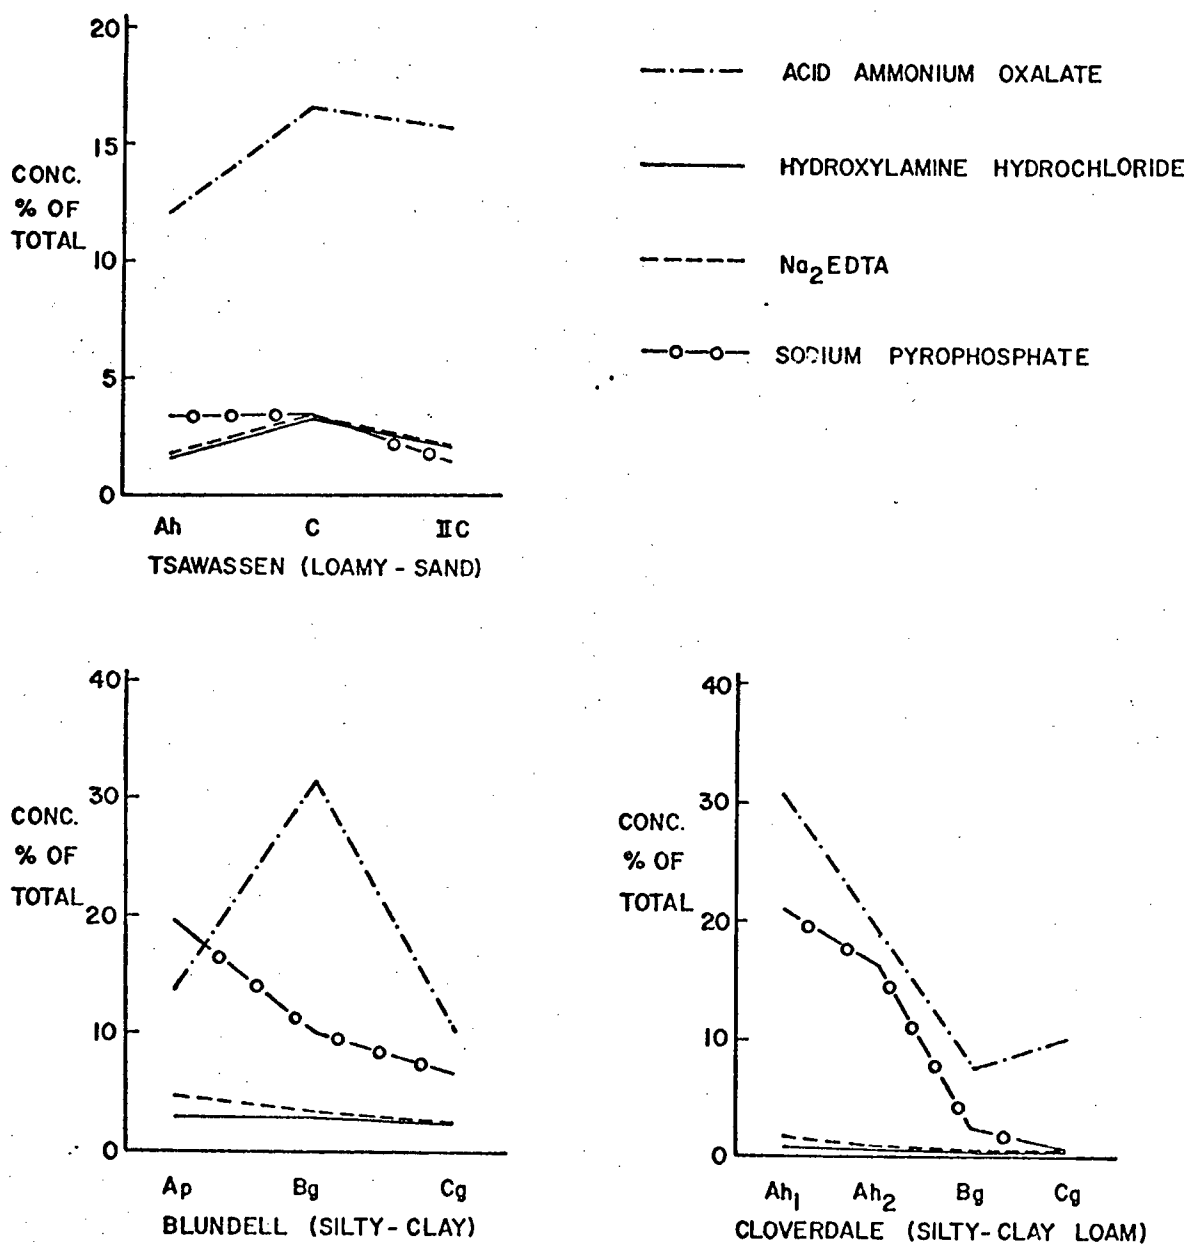 20
15
10
5
0
CONC.
% OF
TOTAL
Ah C IIC
TSAWASSEN (LOAMY - SAND)
ACID AMMONIUM OXALATE
HYDROXYLAMINE HYDROCHLORIDE
Na2EDTA
SODIUM PYROPHOSPHATE
40
30
20
10
0
CONC.
% OF
TOTAL
Ap Bg Cg
BLUNDELL (SILTY-CLAY)
40
30
20
10
0
CONC.
% OF
TOTAL
Ah1 Ah2 Bg Cg
CLOVERDALE (SILTY-CLAY LOAM)